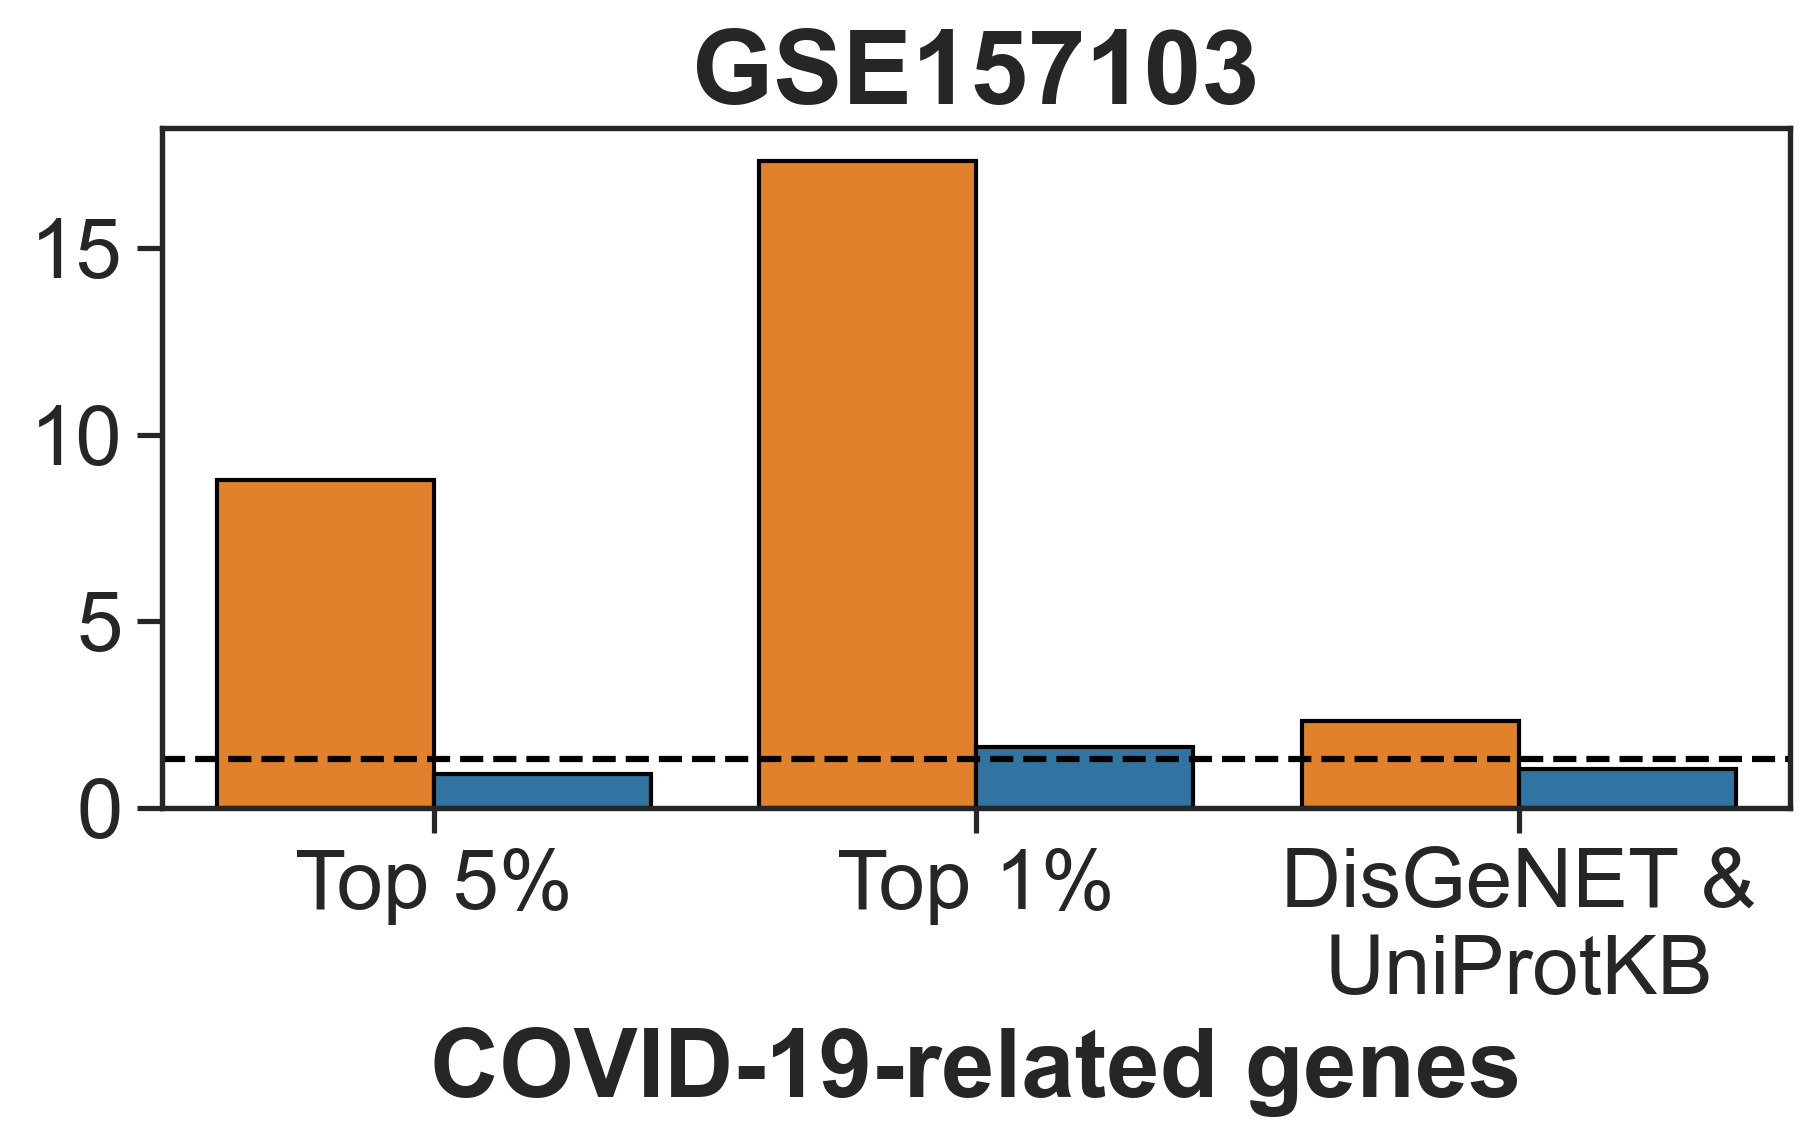 GSE157103
15
10
5
0
Top 5%
Top 1%
DisGeNET &
UniProtKB
COVID-19-related genes